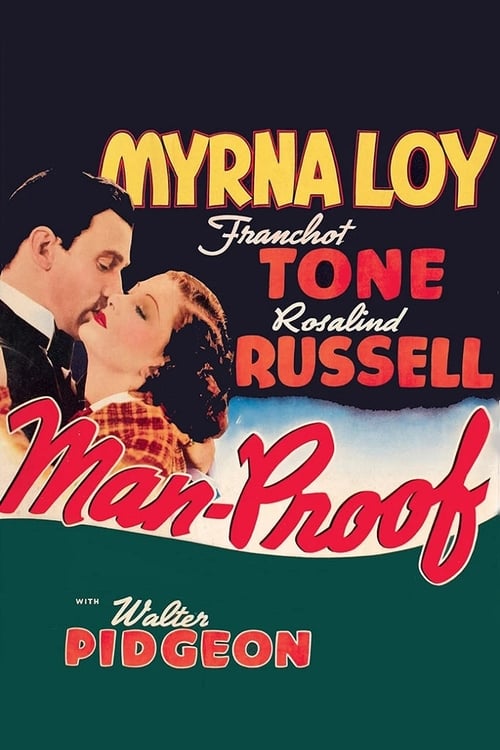 MYRNA LOY
Franchot
TONE
Rosalind
RUSSELL
Man-Proof
WITH Walter
PIDGEON